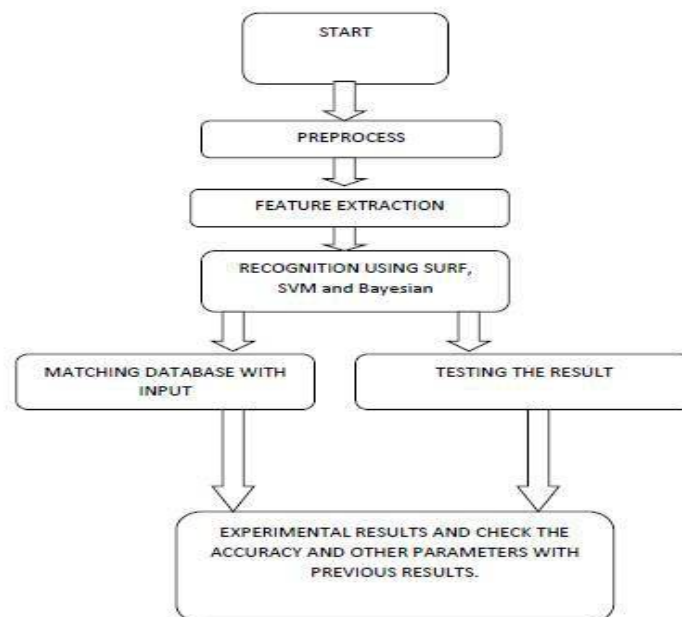 START
PREPROCESS
FEATURE EXTRACTION
RECOGNITION USING SURF,
SVM and Bayesian
MATCHING DATABASE WITH
INPUT
TESTING THE RESULT
EXPERIMENTAL RESULTS AND CHECK THE
ACCURACY AND OTHER PARAMETERS WITH
PREVIOUS RESULTS.